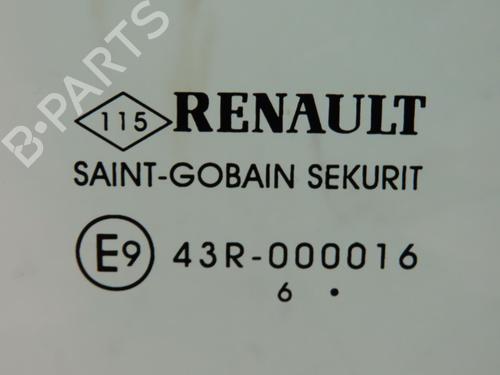 B-PARTS
115 RENAULT
SAINT-GOBAIN SEKURIT
E9 43R-000016
6 .